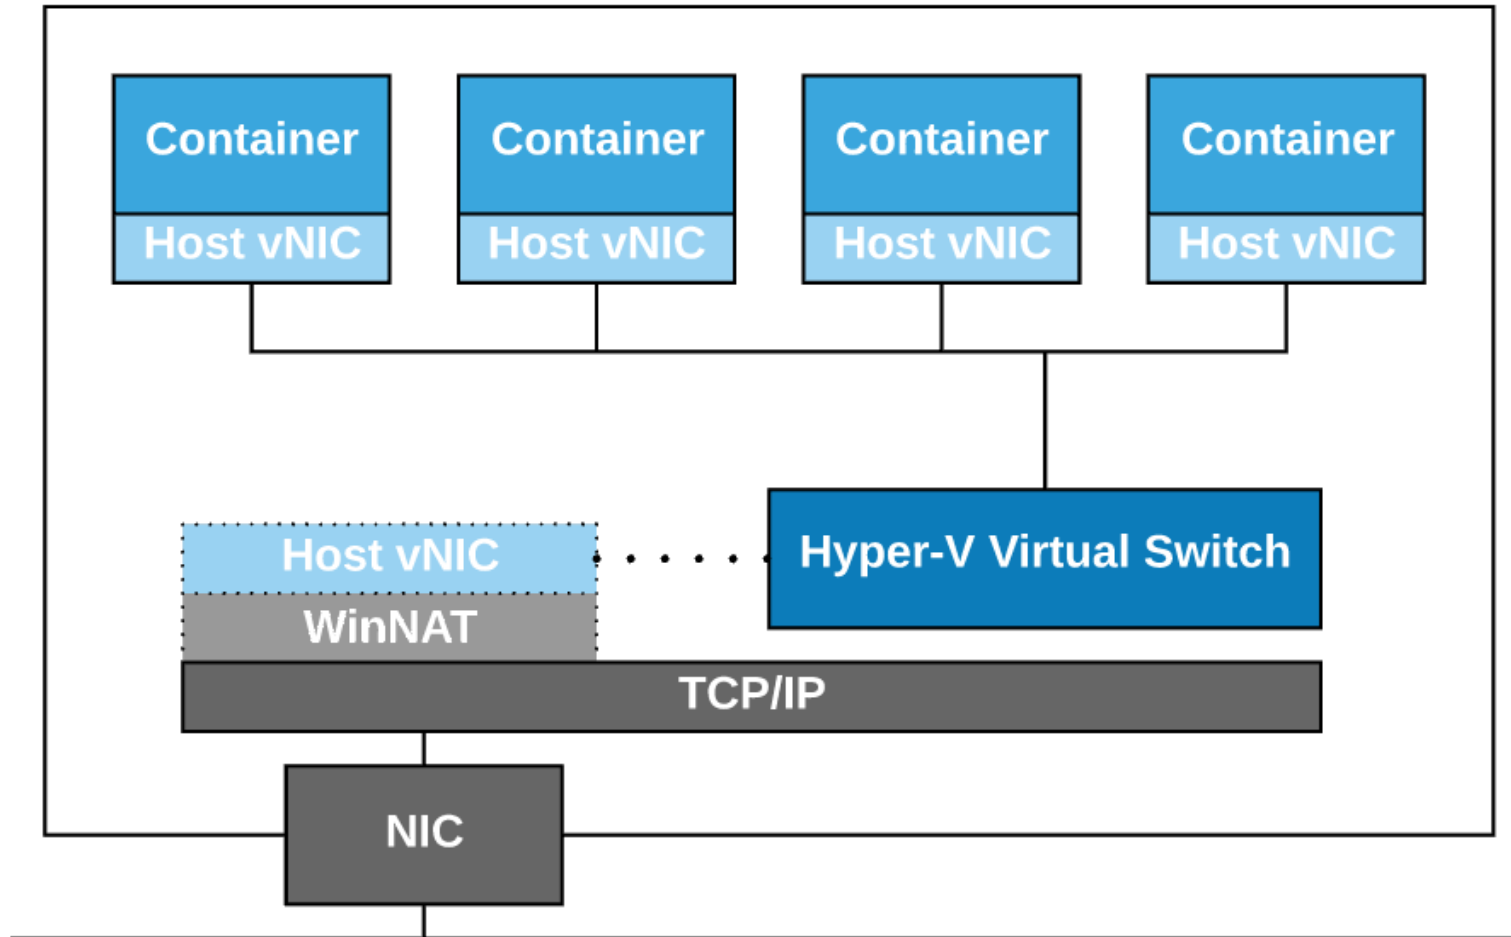 Container
Host vNIC
Container
Host vNIC
Container
Host vNIC
Container
Host vNIC
Host vNIC
WinNAT
Hyper-V Virtual Switch
TCP/IP
NIC